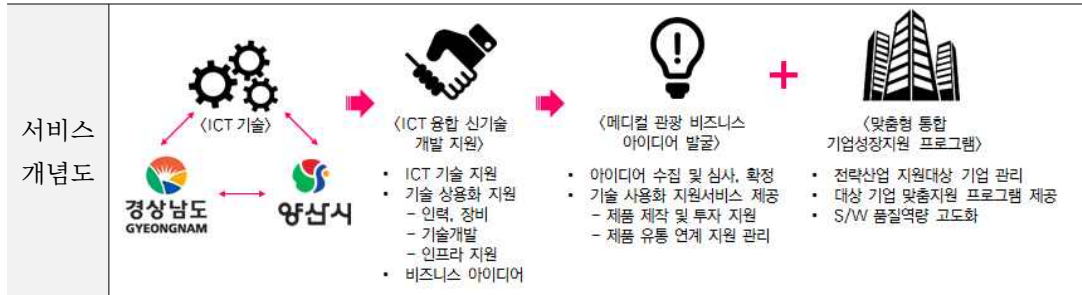 서비스
개념도
<ICT 기술>
경상남도
GYEONGNAM
양산시
<ICT 융합 신기술
개발 지원>
• ICT 기술 지원
• 기술 상용화 지원
– 인력, 장비
– 기술개발
– 인프라 지원
• 비즈니스 아이디어
<메디컬 관광 비즈니스
아이디어 발굴>
• 아이디어 수집 및 심사, 확정
• 기술 사용화 지원서비스 제공
– 제품 제작 및 투자 지원
– 제품 유통 연계 지원 관리
+
<맞춤형 통합
기업성장지원 프로그램>
• 전략산업 지원대상 기업 관리
• 대상 기업 맞춤지원 프로그램 제공
• S/W 품질역량 고도화